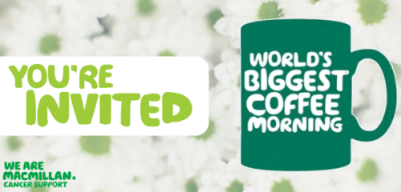 YOU'RE
INVITED
WORLD'S
BIGGEST
COFFEE
MORNING
WE ARE
MACMILLAN.
CANCER SUPPORT